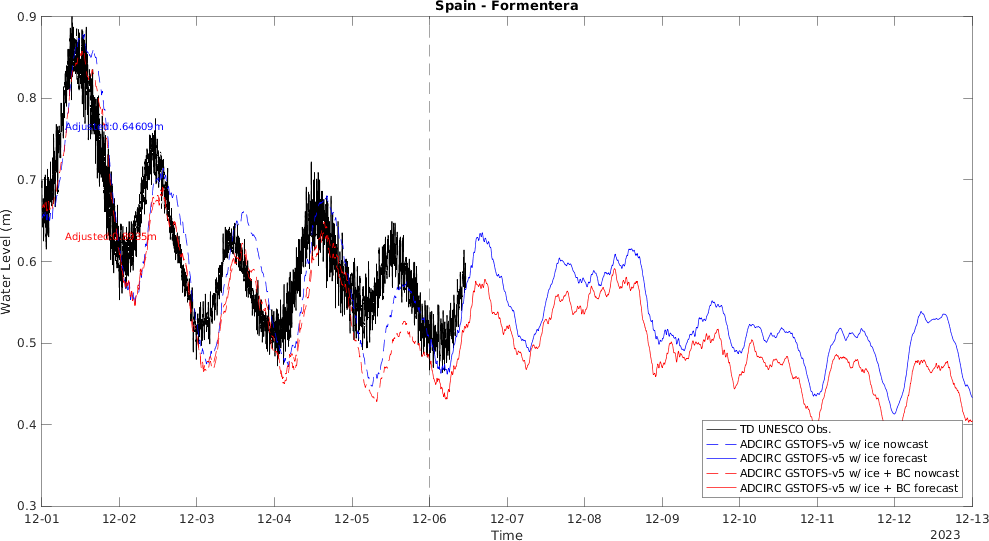 Spain - Formentera
0.9
0.8
0.7
0.6
0.5
0.4
0.3
Water Level (m)
Adjusted:0.64609m
12-01 12-02 12-03 12-04 12-05 12-06 12-07 12-08 12-09 12-10 12-11 12-12 12-13
Time
2023
TD UNESCO Obs.
ADCIRC GSTOFS-v5 w/ ice nowcast
ADCIRC GSTOFS-v5 w/ ice forecast
ADCIRC GSTOFS-v5 w/ ice + BC nowcast
ADCIRC GSTOFS-v5 w/ ice + BC forecast